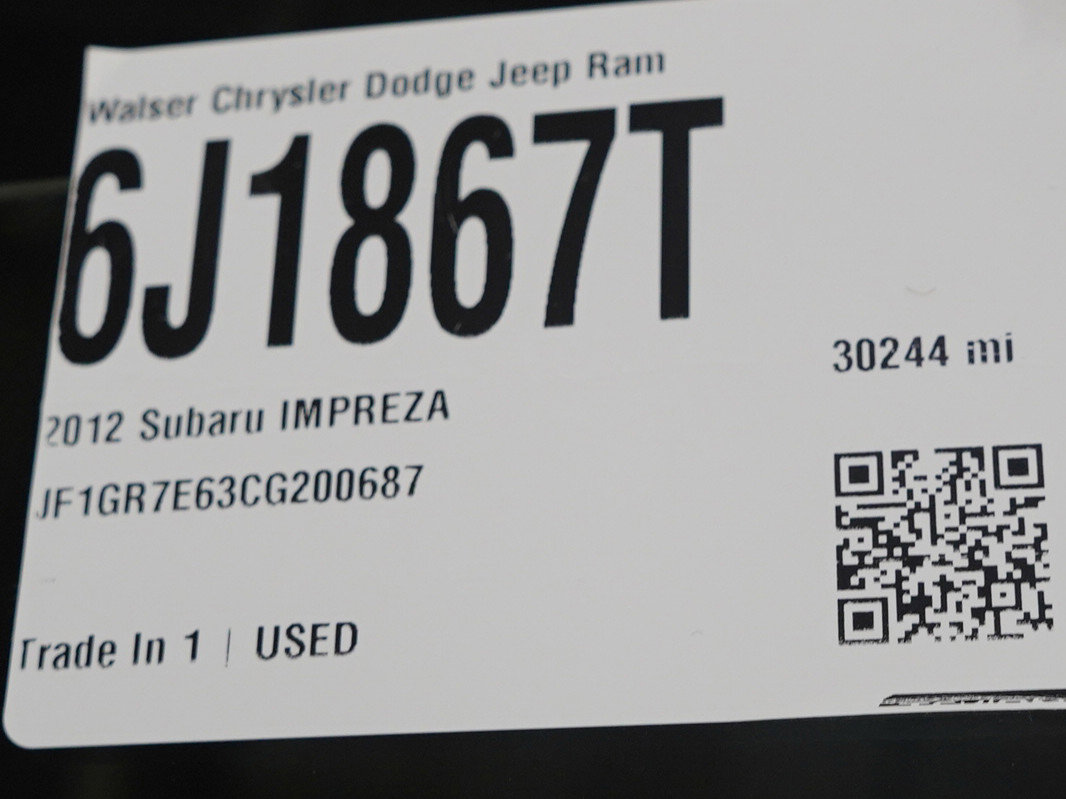 Walser Chrysler Dodge Jeep Ram
6J1867T
30244 mi
2012 Subaru IMPREZA
JF1GR7E63CG200687
Trade In 1 | USED